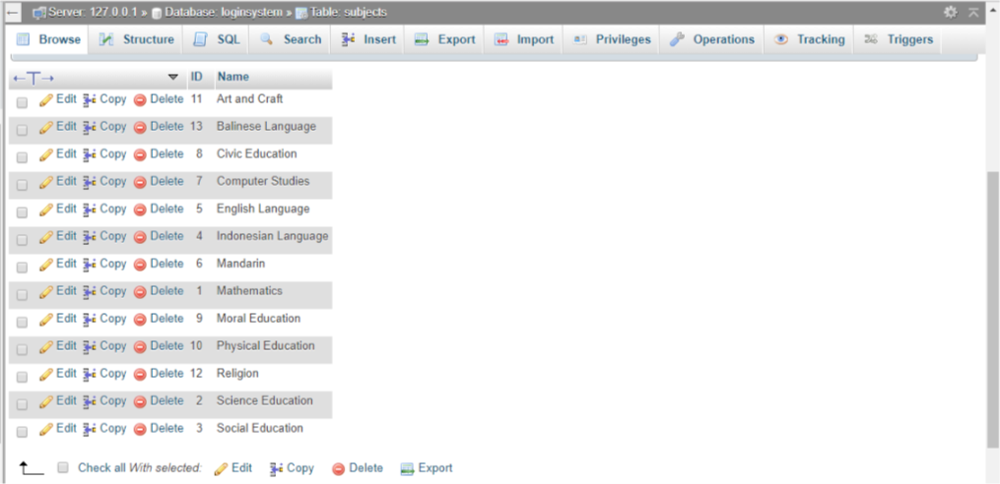 Server: 127.0.0.1 » Database: loginsystem » Table: subjects
Browse Structure SQL Search Insert Export Import Privileges Operations Tracking Triggers
ID Name
Edit Copy Delete 11 Art and Craft
Edit Copy Delete 13 Balinese Language
Edit Copy Delete 8 Civic Education
Edit Copy Delete 7 Computer Studies
Edit Copy Delete 5 English Language
Edit Copy Delete 4 Indonesian Language
Edit Copy Delete 6 Mandarin
Edit Copy Delete 1 Mathematics
Edit Copy Delete 9 Moral Education
Edit Copy Delete 10 Physical Education
Edit Copy Delete 12 Religion
Edit Copy Delete 2 Science Education
Edit Copy Delete 3 Social Education
Check all With selected: Edit Copy Delete Export